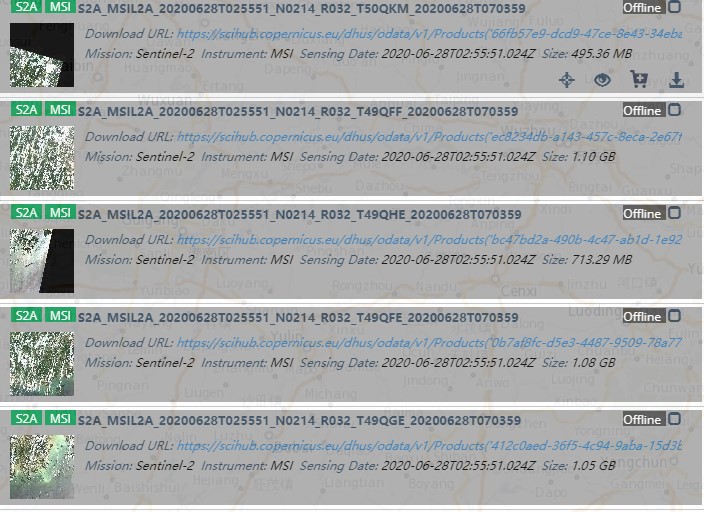 S2A MSI S2A_MSIL2A_20200628T025551_N0214_R032_T50QKM_20200628T070359 Offline
Download URL: https://scihub.copernicus.eu/dhus/odata/v1/Products('66fb57e9-dcd9-47ce-8e43-34eba
Mission: Sentinel-2 Instrument: MSI Sensing Date: 2020-06-28T02:55:51.024Z Size: 495.36 MB
S2A MSI S2A_MSIL2A_20200628T025551_N0214_R032_T49QFF_20200628T070359 Offline
Download URL: https://scihub.copernicus.eu/dhus/odata/v1/Products('ec8234db-a143-457c-8eca-2e67f
Mission: Sentinel-2 Instrument: MSI Sensing Date: 2020-06-28T02:55:51.024Z Size: 1.10 GB
S2A MSI S2A_MSIL2A_20200628T025551_N0214_R032_T49QHE_20200628T070359 Offline
Download URL: https://scihub.copernicus.eu/dhus/odata/v1/Products('bc47bd2a-490b-4c47-ab1d-1e92
Mission: Sentinel-2 Instrument: MSI Sensing Date: 2020-06-28T02:55:51.024Z Size: 713.29 MB
Cenxi
S2A MSI S2A_MSIL2A_20200628T025551_N0214_R032_T49QFE_20200628T070359 Offline
Download URL: https://scihub.copernicus.eu/dhus/odata/v1/Products('0b7af8fc-d5e3-4487-9509-78a77
Mission: Sentinel-2 Instrument: MSI Sensing Date: 2020-06-28T02:55:51.024Z Size: 1.08 GB
S2A MSI S2A_MSIL2A_20200628T025551_N0214_R032_T49QGE_20200628T070359 Offline
Download URL: https://scihub.copernicus.eu/dhus/odata/v1/Products('412c0aed-36f5-4c94-9aba-15d3b
Mission: Sentinel-2 Instrument: MSI Sensing Date: 2020-06-28T02:55:51.024Z Size: 1.05 GB